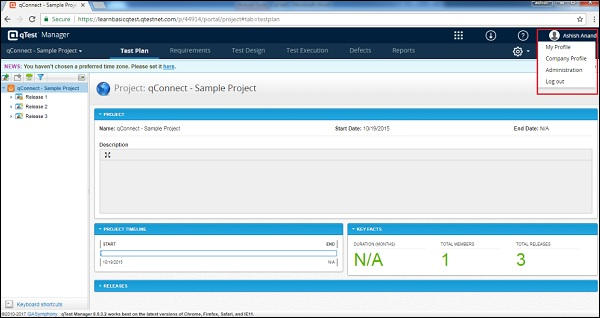 qConnect - Sample Proje
Secure https://learnbasicqtest.qtestnet.com/p/44914/portal/project#tab=testplan
qTest Manager
Ashish Anand
qConnect - Sample Project
Test Plan
Requirements
Test Design
Test Execution
Defects
Reports
My Profile
Company Profile
Administration
Log out
NEWS: You haven't chosen a preferred time zone. Please set it here.
qConnect - Sample Project
Release 1
Release 2
Release 3
Project: qConnect - Sample Project
PROJECT
Name: qConnect - Sample Project
Start Date: 10/19/2015
End Date: N/A
Description
PROJECT TIMELINE
START
END
10/19/2015
N/A
KEY FACTS
DURATION (MONTHS)
TOTAL MEMBERS
TOTAL RELEASES
N/A
1
3
RELEASES
Keyboard shortcuts
©2010-2017 QASymphony qTest Manager 8.5.3.2 works best on the latest versions of Chrome, Firefox, Safari, and IE11.